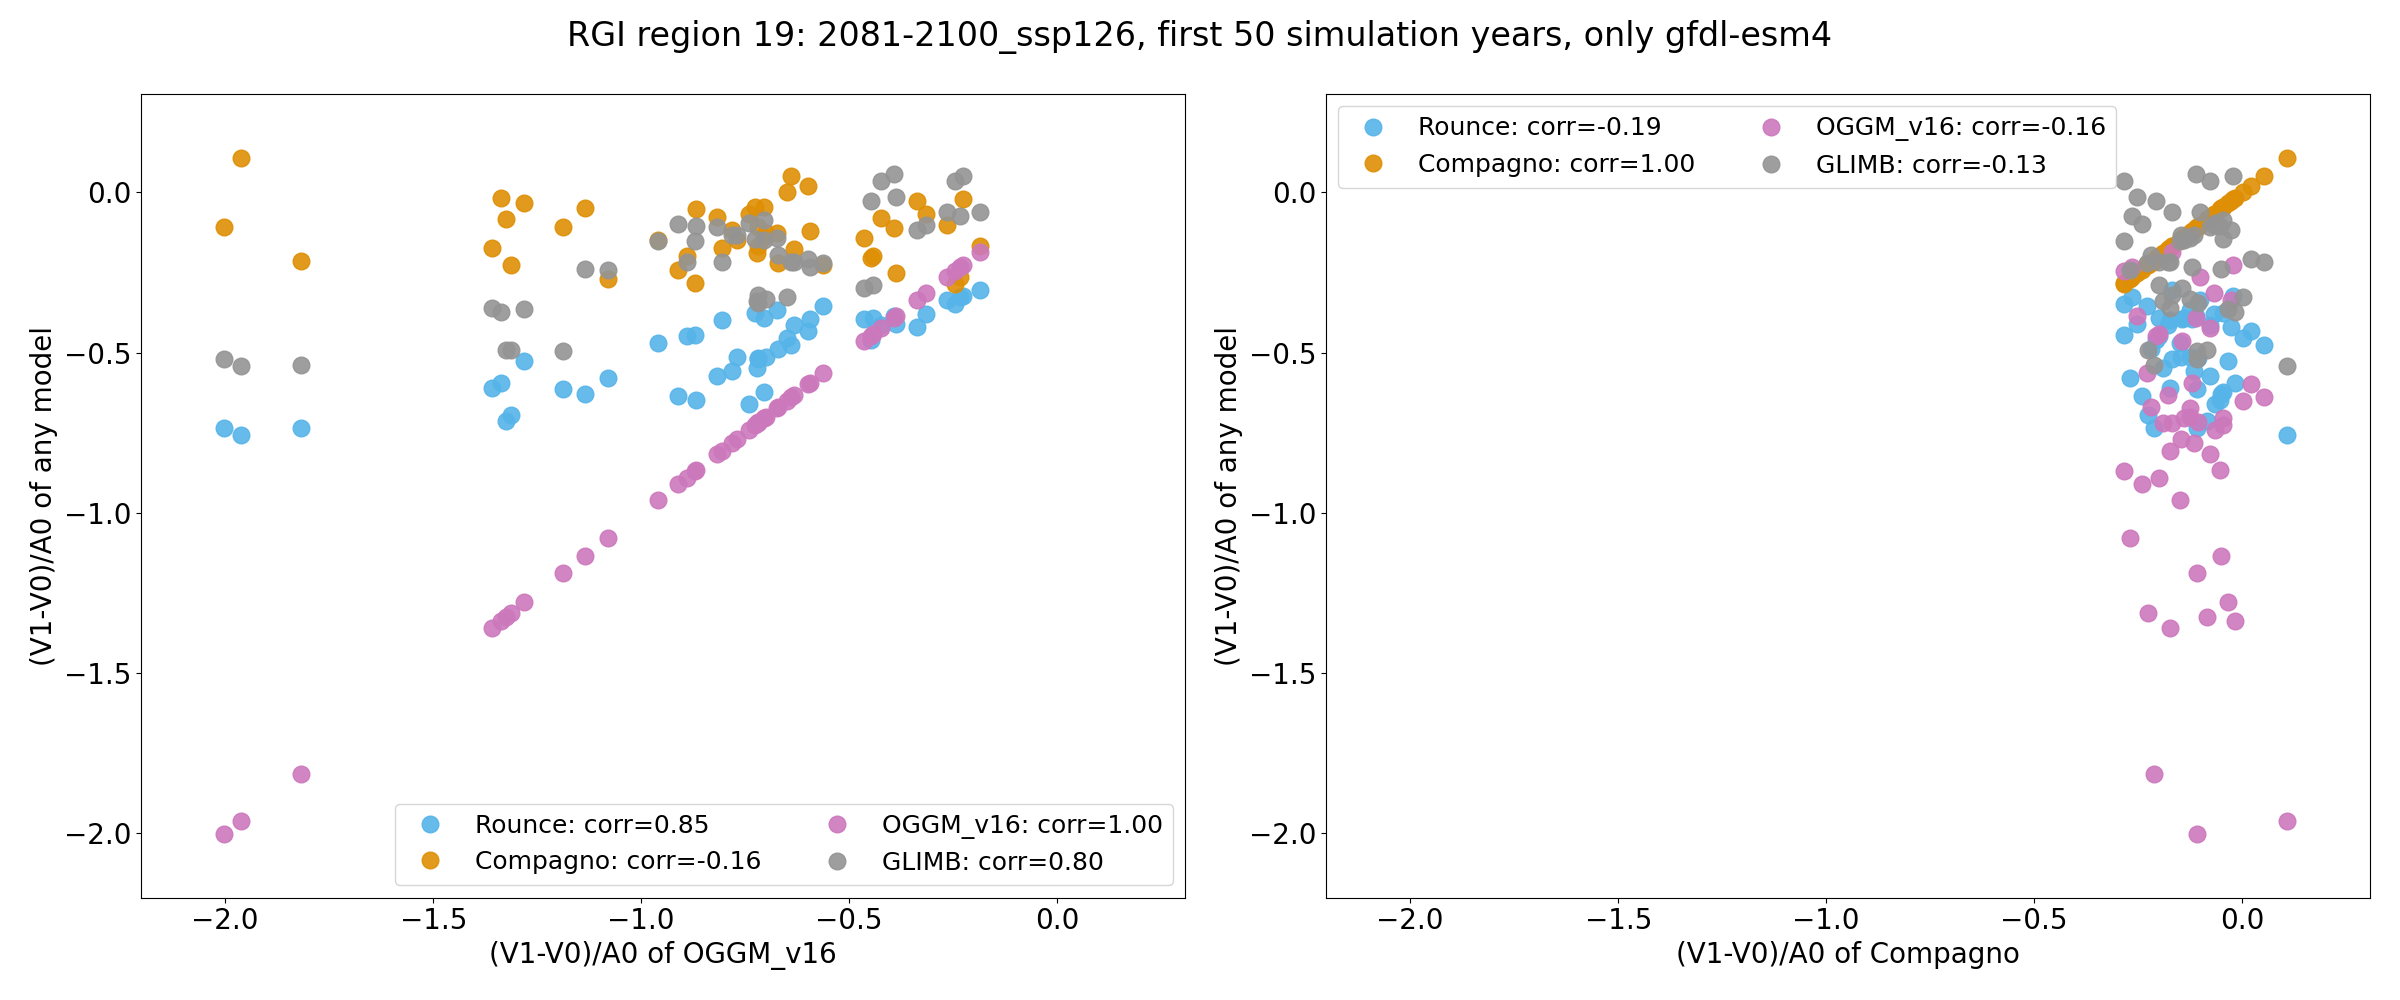 RGI region 19: 2081-2100_ssp126, first 50 simulation years, only gfdl-esm4
(V1-V0)/A0 of any model
0.0
−0.5
−1.0
−1.5
−2.0
Rounce: corr=0.85
Compagno: corr=-0.16
OGGM_v16: corr=1.00
GLIMB: corr=0.80
−2.0 −1.5 −1.0 −0.5 0.0
(V1-V0)/A0 of OGGM_v16
(V1-V0)/A0 of any model
0.0
−0.5
−1.0
−1.5
−2.0
Rounce: corr=-0.19
Compagno: corr=1.00
OGGM_v16: corr=-0.16
GLIMB: corr=-0.13
−2.0 −1.5 −1.0 −0.5 0.0
(V1-V0)/A0 of Compagno